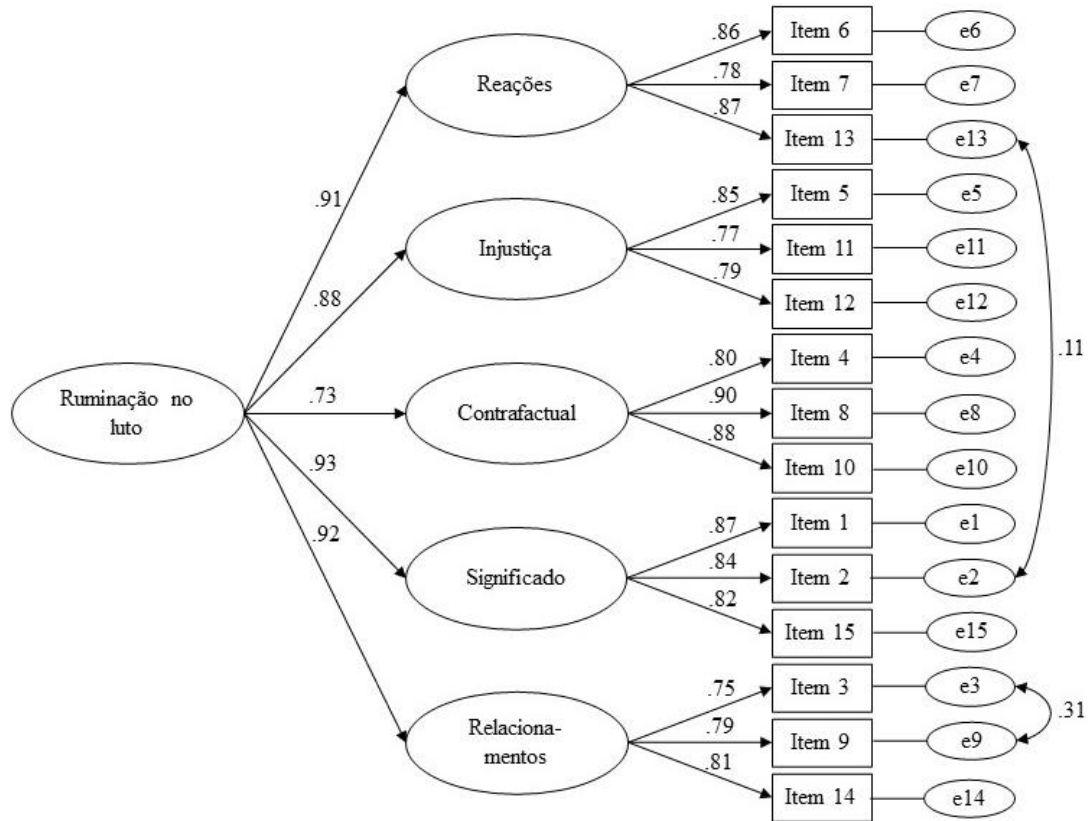 .86
Item 6
e6
Reações
.78
Item 7
e7
.87
Item 13
e13
.91
.85
Item 5
e5
Injustiça
.77
Item 11
e11
.79
Item 12
e12
.88
.80
Item 4
e4
.11
Ruminação no
luto
.73
Contrafactual
.90
Item 8
e8
.88
Item 10
e10
.93
.87
Item 1
e1
.92
Significado
.84
Item 2
e2
.82
Item 15
e15
.75
Item 3
e3
.31
Relaciona-
mentos
.79
Item 9
e9
.81
Item 14
e14